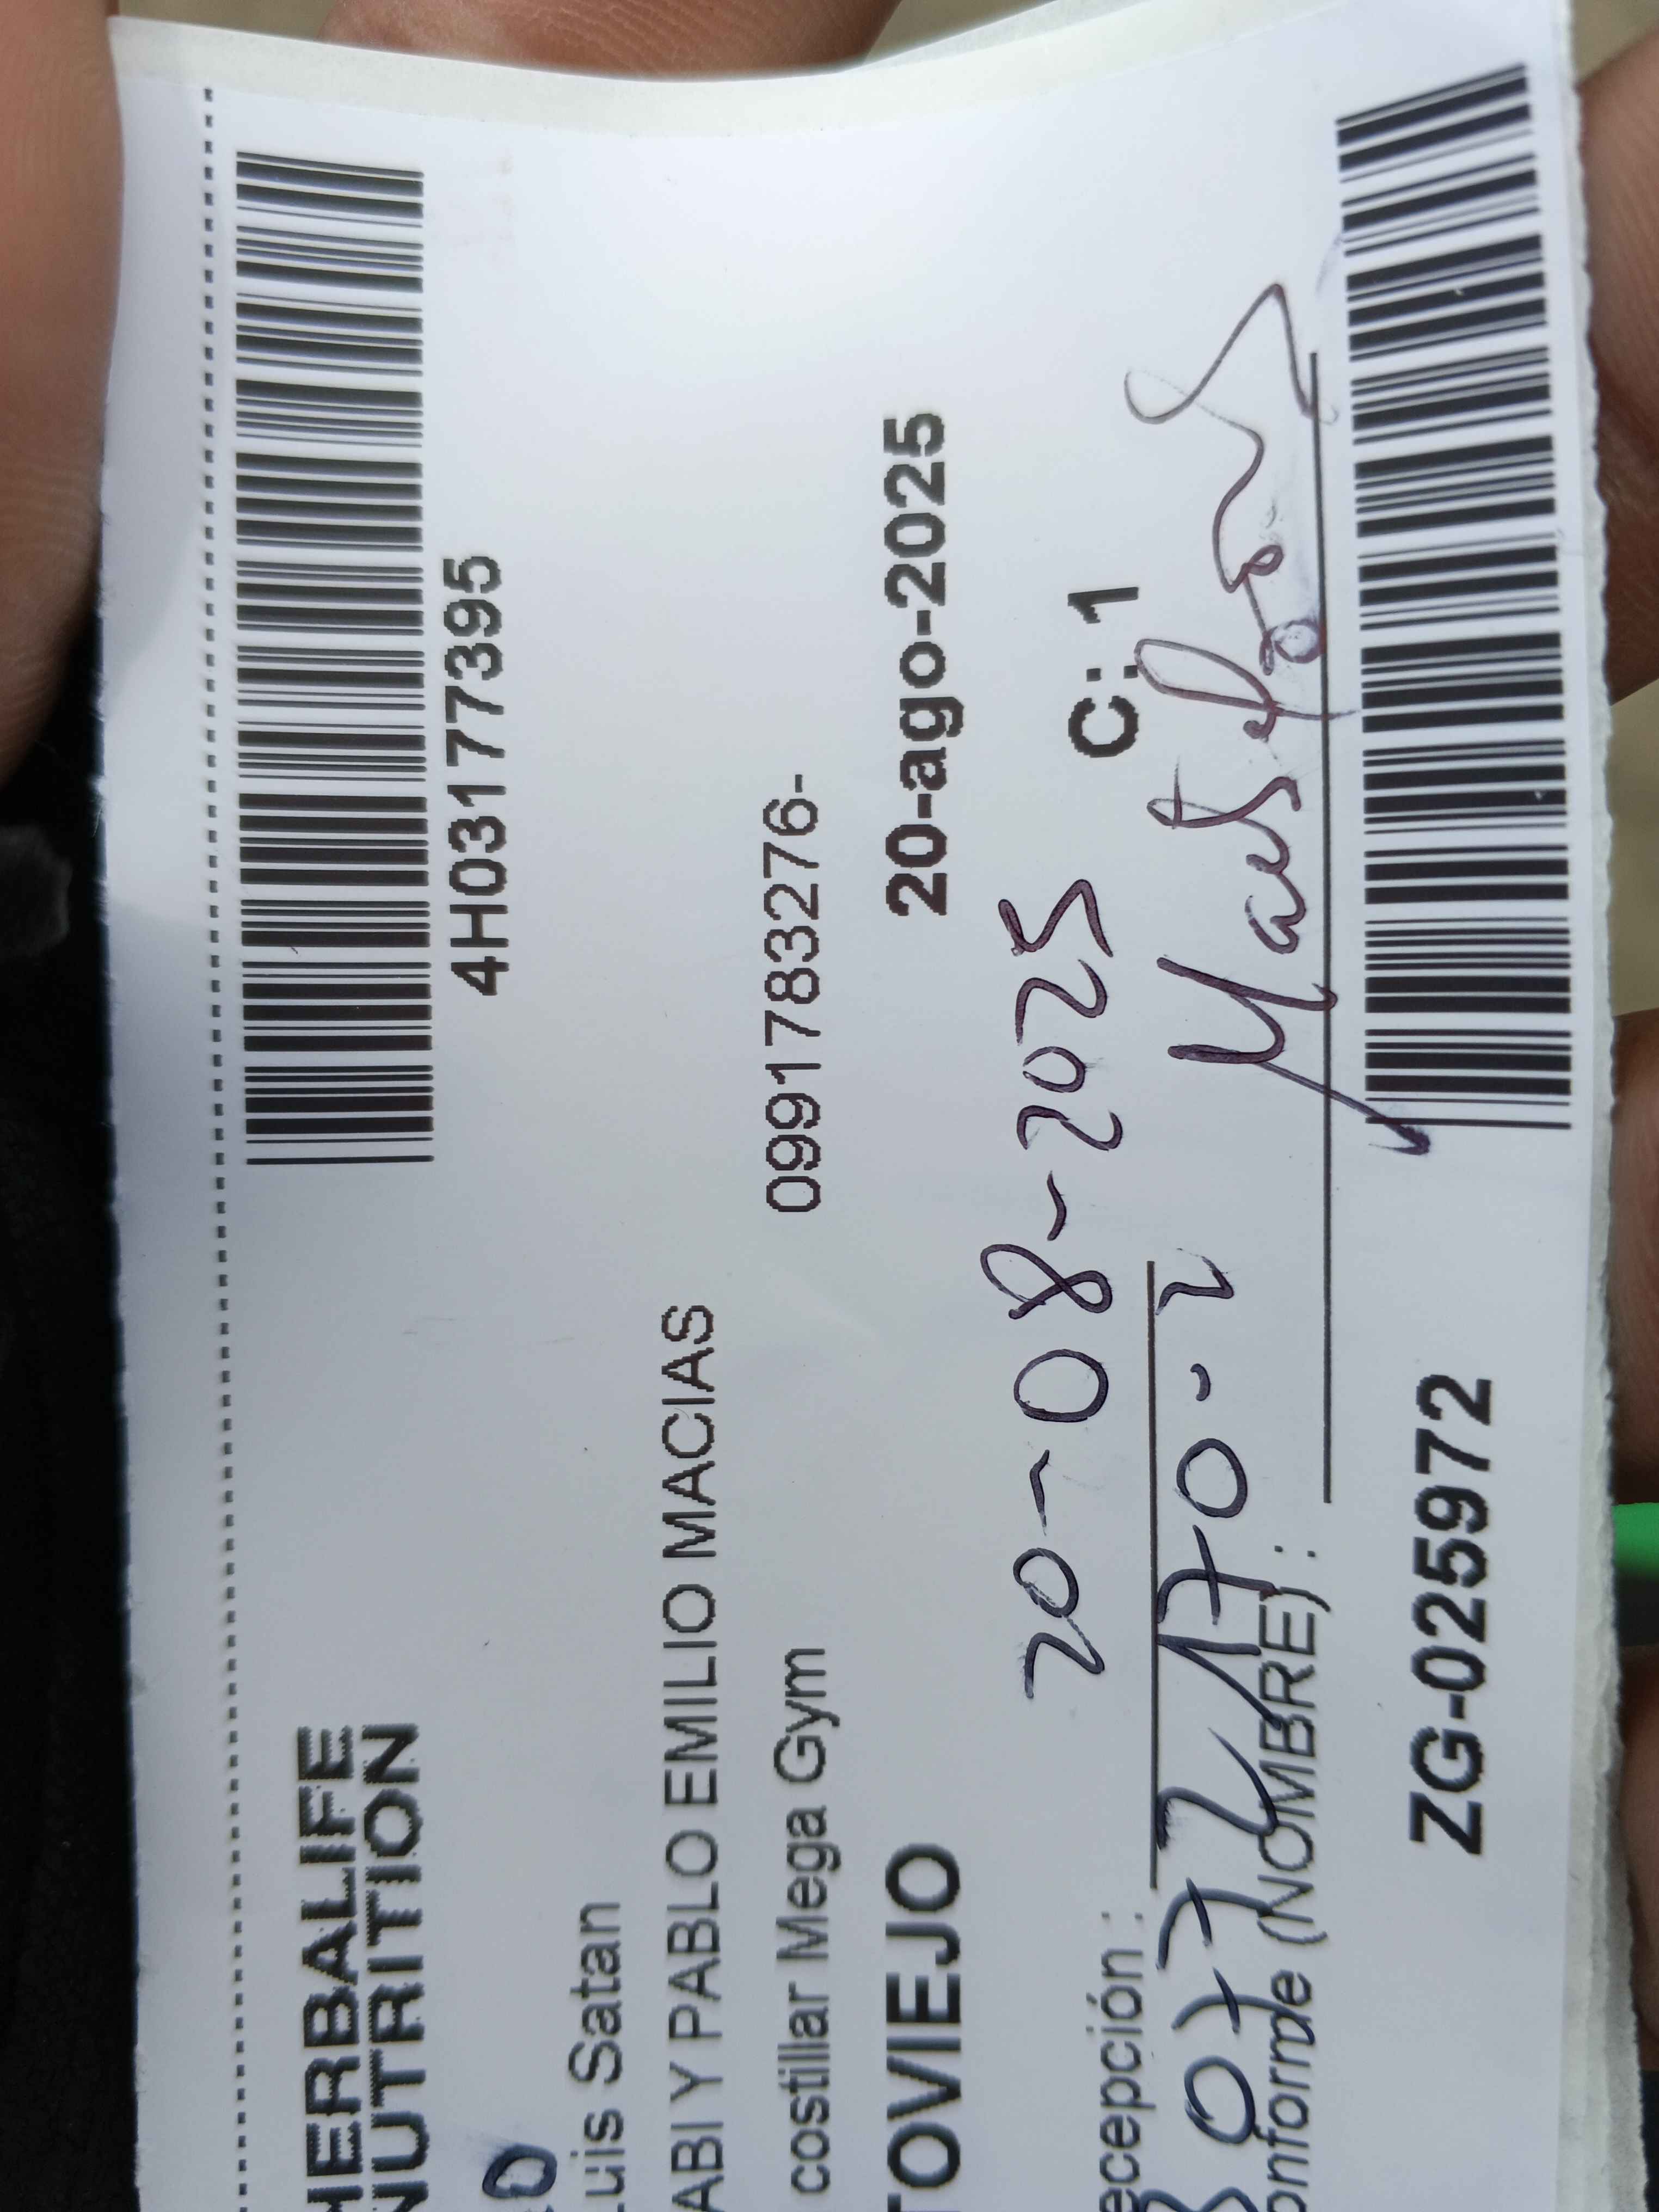 HERBALIFE
NUTRITION
4H03177395
Luis Satan
ABI Y PABLO EMILIO MACIAS
costillar Mega Gym 0991783276-
TOVIEJO 20-ago-2025
20-08-2025 C: 1
ecepción :
onforme (NOMBRE) :
ZG-025972